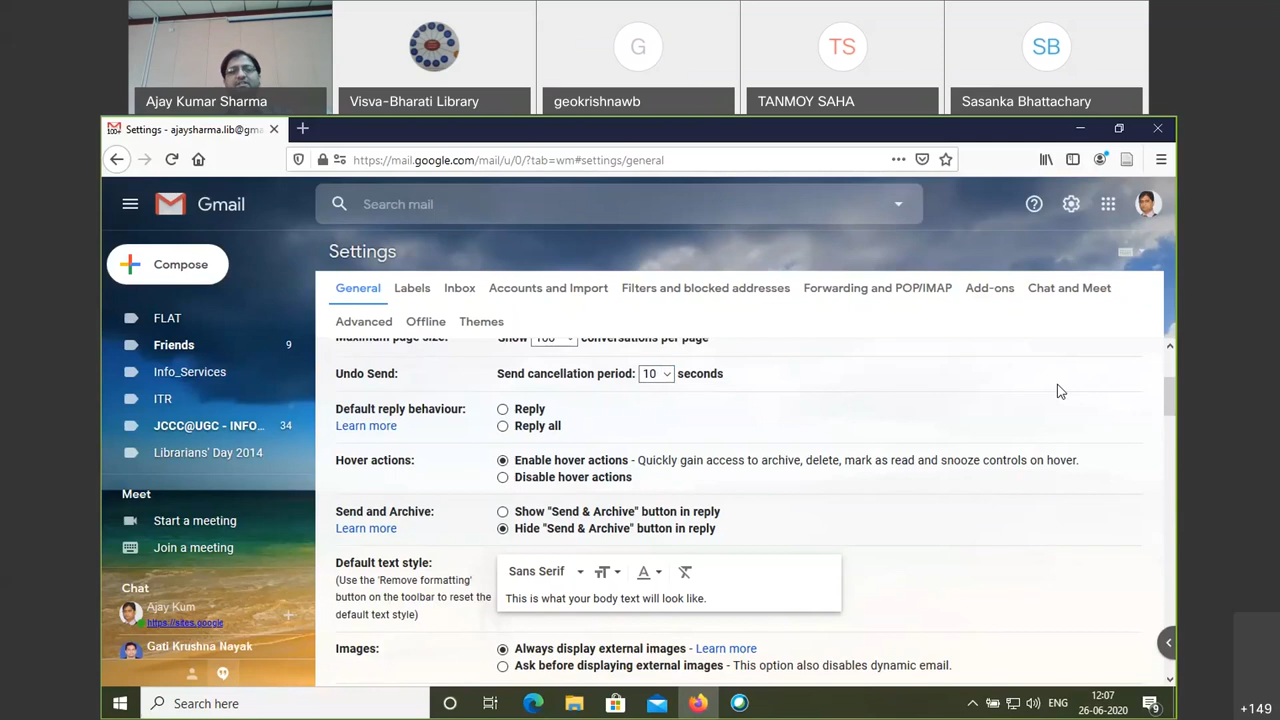 G
TS
SB
Ajay Kumar Sharma
Visva-Bharati Library
geokrishnawb
TANMOY SAHA
Sasanka Bhattachary
Settings - ajaysharma.lib@gma
https://mail.google.com/mail/u/0/?tab=wm#settings/general
Gmail
Search mail
Settings
Compose
General
Labels
Inbox
Accounts and Import
Filters and blocked addresses
Forwarding and POP/IMAP
Add-ons
Chat and Meet
Advanced
Offline
Themes
FLAT
Friends 9
Info_Services
ITR
JCCC@UGC - INFO... 34
Librarians' Day 2014
Meet
Start a meeting
Join a meeting
Chat
Ajay Kum
https://sites.google
Gati Krushna Nayak
Maximum page size: Show 100 conversations per page
Undo Send: Send cancellation period: 10 seconds
Default reply behaviour: Reply
Learn more Reply all
Hover actions: Enable hover actions - Quickly gain access to archive, delete, mark as read and snooze controls on hover.
Disable hover actions
Send and Archive: Show "Send & Archive" button in reply
Learn more Hide "Send & Archive" button in reply
Default text style:
(Use the 'Remove formatting'
button on the toolbar to reset the
default text style)
Sans Serif
This is what your body text will look like.
Images: Always display external images - Learn more
Ask before displaying external images - This option also disables dynamic email.
Search here
ENG
12:07
26-06-2020
9
+149